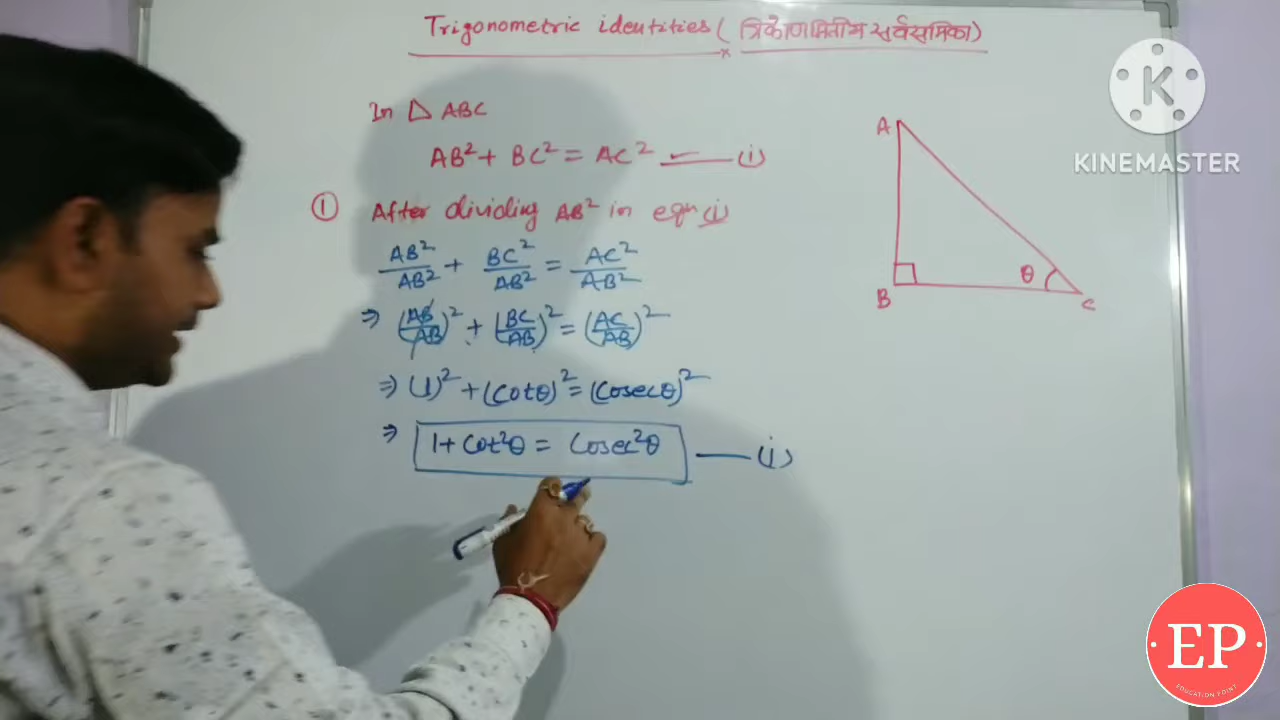 Trigonometric identities ( त्रिकोणमितीय सर्वसमिका )
In △ ABC
AB² + BC² = AC² —— (i)
① After dividing AB² in eqn (i)
AB²/AB² + BC²/AB² = AC²/AB²
⇒ (AB/AB)² + (BC/AB)² = (AC/AB)²
⇒ (1)² + (Cotθ)² = (Cosecθ)²
⇒ 1 + Cot²θ = Cosec²θ —— (i)
A
B
θ
C
K
KINEMASTER
EP
EDUCATION POINT